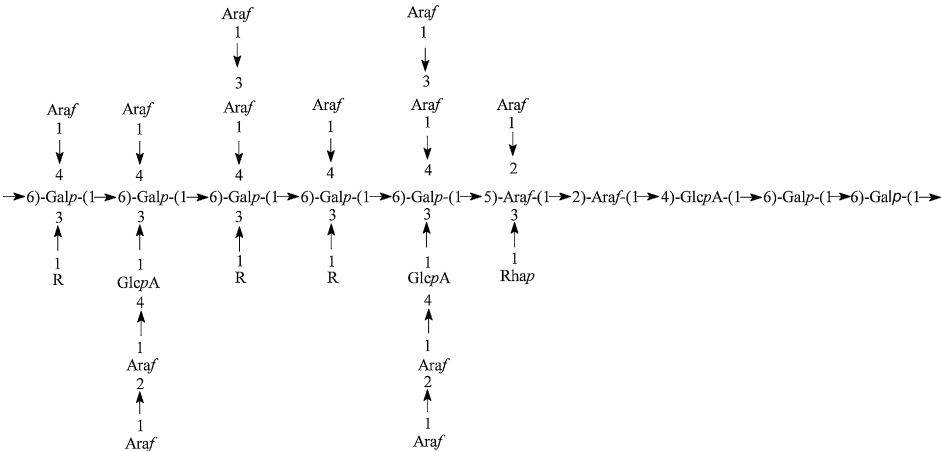 Araf Araf
1 1
3 3
Araf Araf Araf Araf Araf Araf
1 1 1 1 1 1
4 4 4 4 4 2
6)-Galp-(1 6)-Galp-(1 6)-Galp-(1 6)-Galp-(1 6)-Galp-(1 5)-Araf-(1 2)-Araf-(1 4)-GlcpA-(1 6)-Galp-(1 6)-Galp-(1
3 3 3 3 3 3
1 1 1 1 1 1
R GlcpA R R GlcpA Rhap
4 4
1 1
Araf Araf
2 2
1 1
Araf Araf